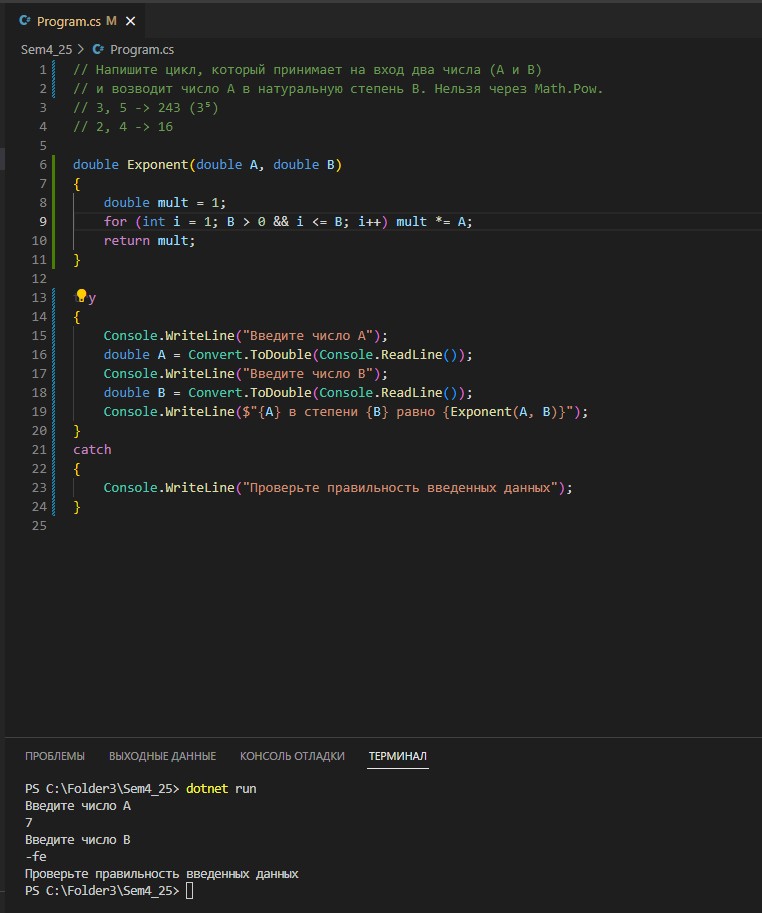 Program.cs M
Sem4_25 > Program.cs
1 // Напишите цикл, который принимает на вход два числа (A и B)
2 // и возводит число A в натуральную степень B. Нельзя через Math.Pow.
3 // 3, 5 -> 243 (3⁵)
4 // 2, 4 -> 16
5
6 double Exponent(double A, double B)
7 {
8 double mult = 1;
9 for (int i = 1; B > 0 && i <= B; i++) mult *= A;
10 return mult;
11 }
12
13 y
14 {
15 Console.WriteLine("Введите число A");
16 double A = Convert.ToDouble(Console.ReadLine());
17 Console.WriteLine("Введите число B");
18 double B = Convert.ToDouble(Console.ReadLine());
19 Console.WriteLine($"{A} в степени {B} равно {Exponent(A, B)}");
20 }
21 catch
22 {
23 Console.WriteLine("Проверьте правильность введенных данных");
24 }
25
ПРОБЛЕМЫ ВЫХОДНЫЕ ДАННЫЕ КОНСОЛЬ ОТЛАДКИ ТЕРМИНАЛ
PS C:\Folder3\Sem4_25> dotnet run
Введите число A
7
Введите число B
-fe
Проверьте правильность введенных данных
PS C:\Folder3\Sem4_25>